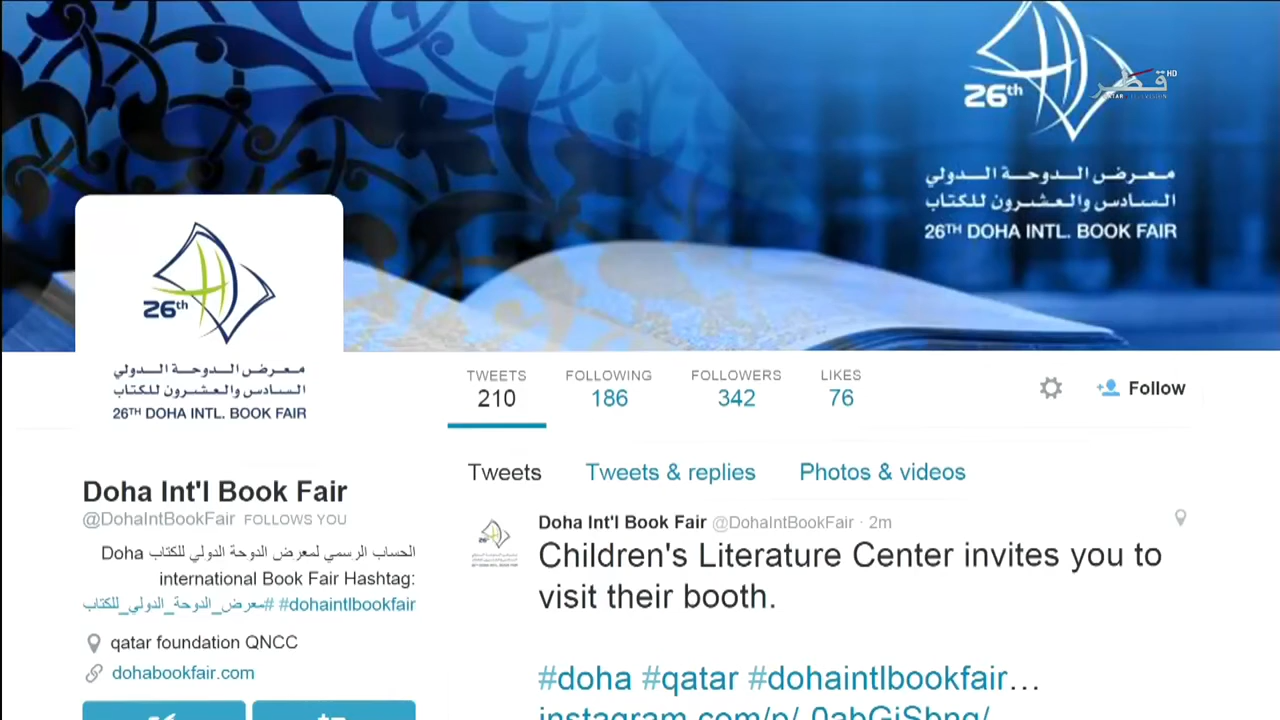 26th
قطر HD
QATAR TELEVISION
معرض الدوحة الدولي
السادس والعشرون للكتاب
26TH DOHA INTL. BOOK FAIR
26th
معرض الدوحة الدولي
السادس والعشرون للكتاب
26TH DOHA INTL. BOOK FAIR
TWEETS FOLLOWING FOLLOWERS LIKES
210 186 342 76
Follow
Tweets Tweets & replies Photos & videos
Doha Int'l Book Fair
@DohaIntBookFair FOLLOWS YOU
الحساب الرسمي لمعرض الدوحة الدولي للكتاب Doha
international Book Fair Hashtag:
#معرض_الدوحة_الدولي_للكتاب #dohaintlbookfair
qatar foundation QNCC
dohabookfair.com
Doha Int'l Book Fair @DohaIntBookFair · 2m
Children's Literature Center invites you to
visit their booth.
#doha #qatar #dohaintlbookfair…